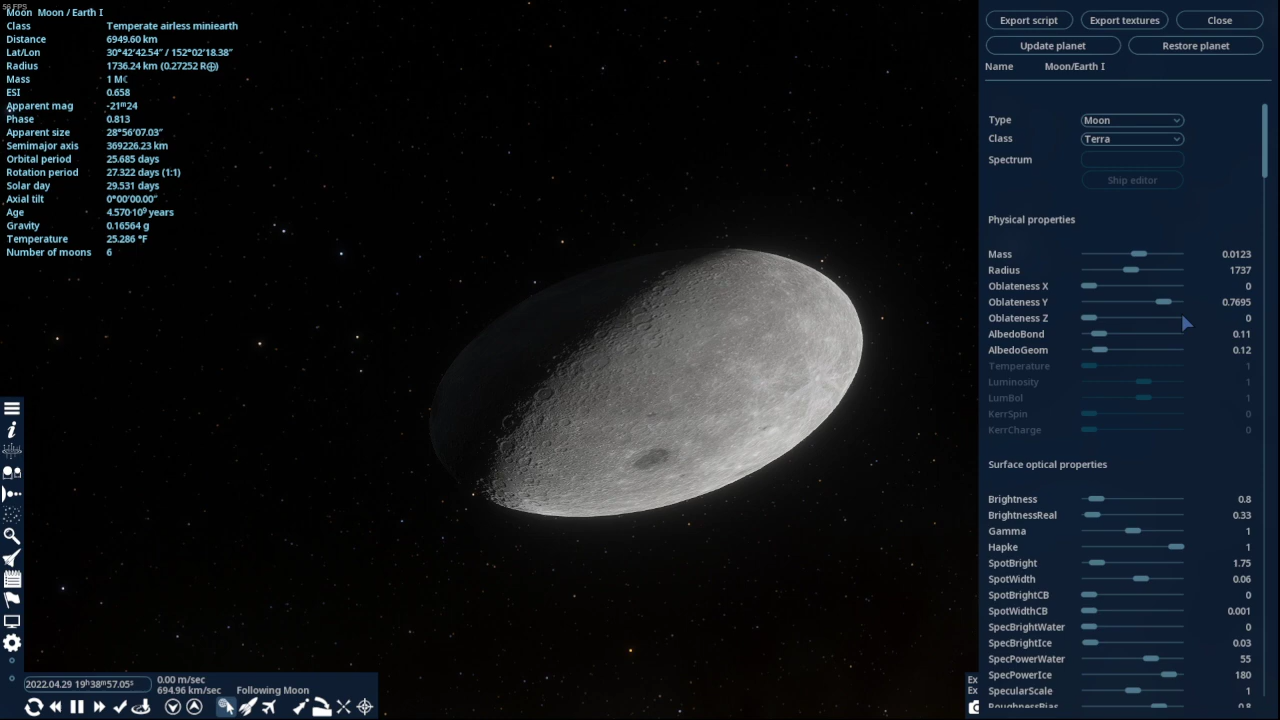 56 FPS
Moon Moon / Earth I
Class Temperate airless miniearth
Distance 6949.60 km
Lat/Lon 30°42'42.54" / 152°02'18.38"
Radius 1736.24 km (0.27252 R⊕)
Mass 1 M☾
ESI 0.658
Apparent mag -21ᵐ24
Phase 0.813
Apparent size 28°56'07.03"
Semimajor axis 369226.23 km
Orbital period 25.685 days
Rotation period 27.322 days (1:1)
Solar day 29.531 days
Axial tilt 0°00'00.00"
Age 4.570·10⁹ years
Gravity 0.16564 g
Temperature 25.286 °F
Number of moons 6
2022.04.29 19ʰ38ᵐ57.05ˢ
0.00 m/sec
694.96 km/sec Following Moon
Ex
Ex
Export script Export textures Close
Update planet Restore planet
Name Moon/Earth I
Type Moon
Class Terra
Spectrum
Ship editor
Physical properties
Mass 0.0123
Radius 1737
Oblateness X 0
Oblateness Y 0.7695
Oblateness Z 0
AlbedoBond 0.11
AlbedoGeom 0.12
Temperature 1
Luminosity 1
LumBol 1
KerrSpin 0
KerrCharge 0
Surface optical properties
Brightness 0.8
BrightnessReal 0.33
Gamma 1
Hapke 1
SpotBright 1.75
SpotWidth 0.06
SpotBrightCB 0
SpotWidthCB 0.001
SpecBrightWater 0
SpecBrightIce 0.03
SpecPowerWater 55
SpecPowerIce 180
SpecularScale 1
RoughnessBias 0.8